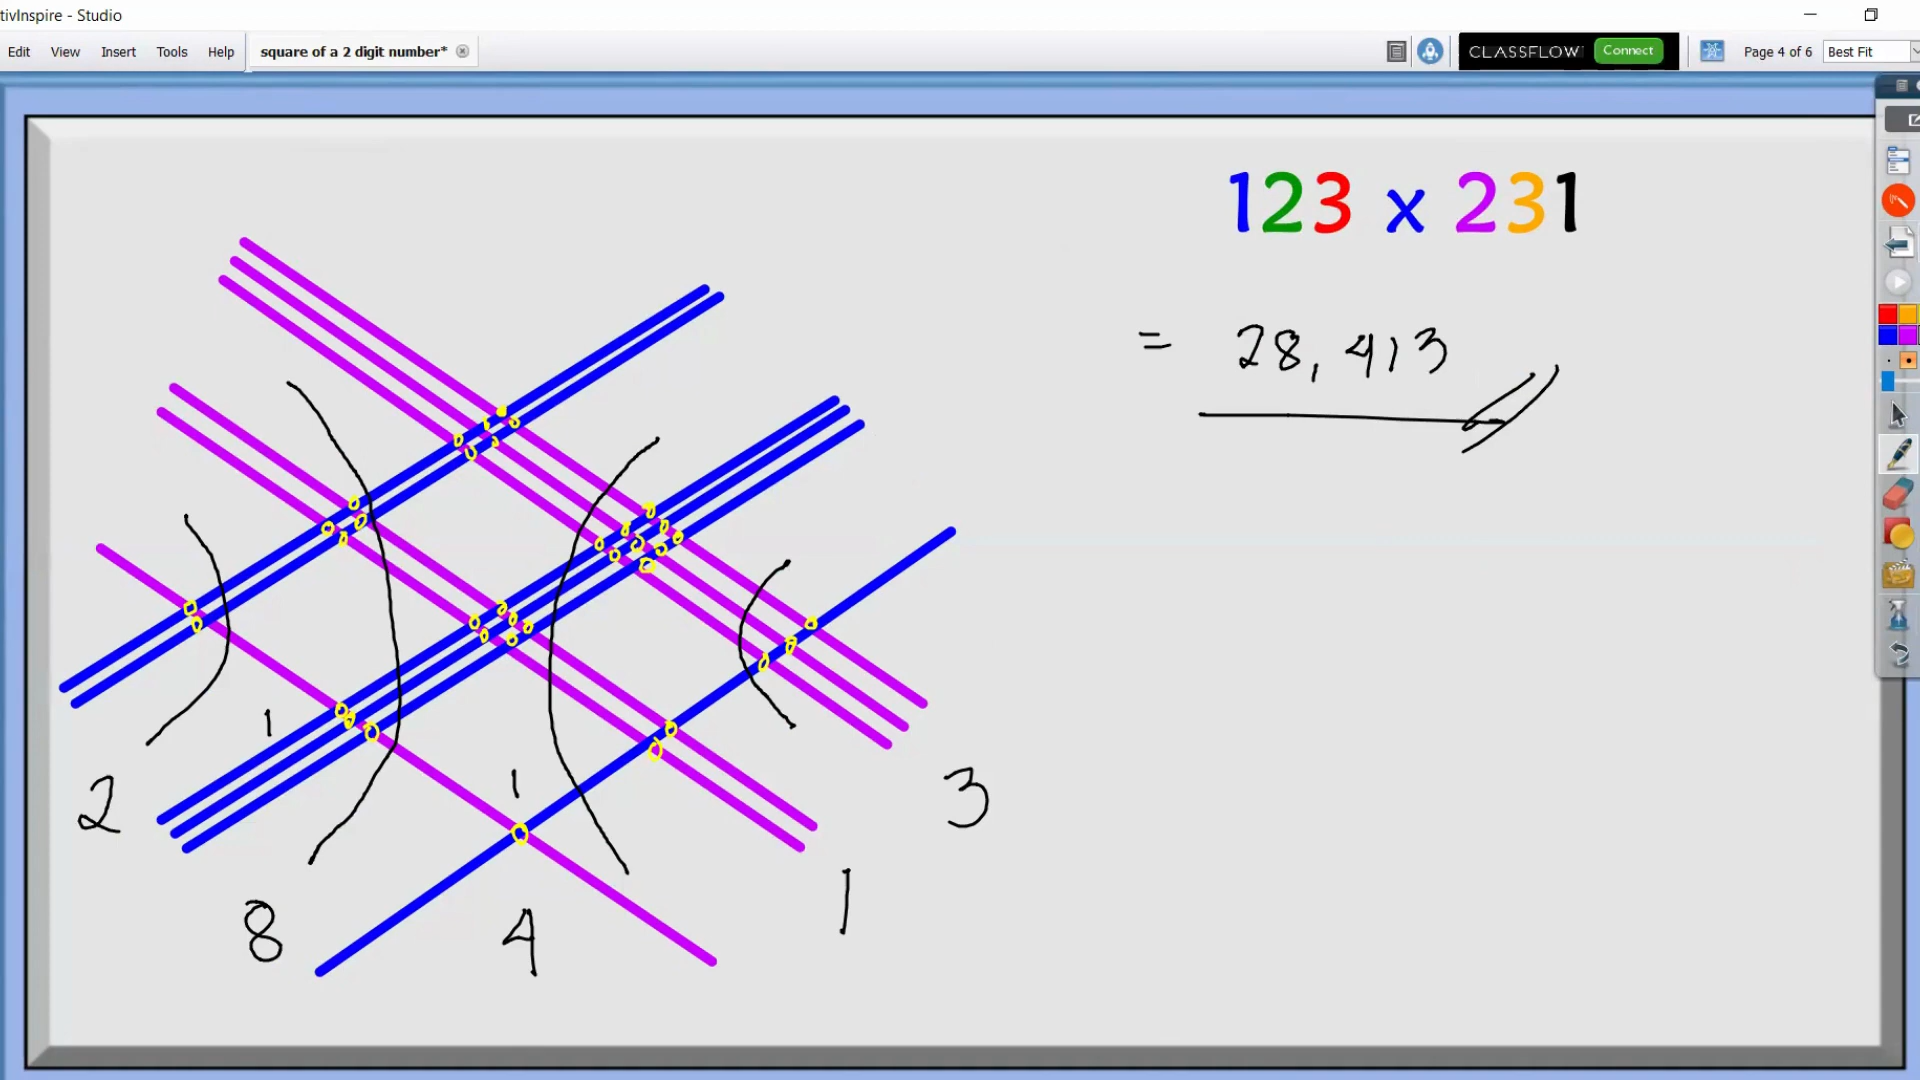 tivInspire - Studio
Edit View Insert Tools Help square of a 2 digit number* CLASSFLOW Connect Page 4 of 6 Best Fit
123 x 231
= 28,413
1
2
1
3
8
4
1